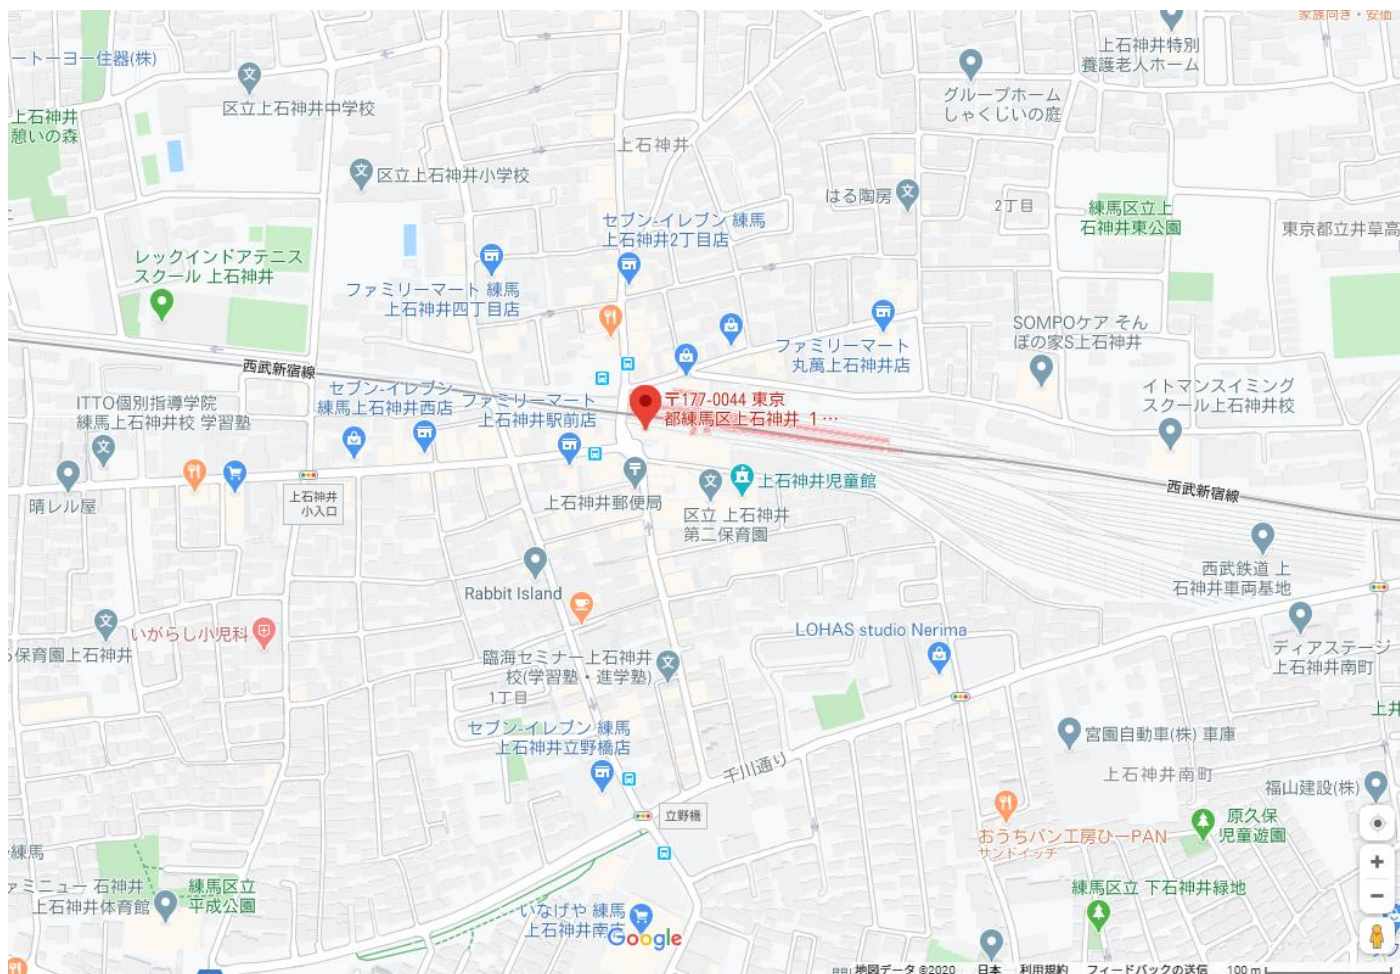 家族向き・安価
ートーヨー住器(株)
上石神井特別
養護老人ホーム
区立上石神井中学校
グループホーム
しゃくじいの庭
上石神井
憩いの森
上石神井
区立上石神井小学校
はる陶房
2丁目
練馬区立上
石神井東公園
セブン-イレブン 練馬
上石神井2丁目店
東京都立井草高
レックインドアテニス
スクール 上石神井
ファミリーマート 練馬
上石神井四丁目店
SOMPOケア そん
ぽの家S上石神井
ファミリーマート
丸萬上石神井店
西武新宿線
セブン-イレブン
練馬上石神井西店
ファミリーマート
上石神井駅前店
〒177-0044 東京
都練馬区上石神井 1…
イトマンスイミング
スクール上石神井校
ITTO個別指導学院
練馬上石神井校 学習塾
上石神井児童館
西武新宿線
晴レル屋
上石神井
小入口
上石神井郵便局
区立 上石神井
第二保育園
西武鉄道 上
石神井車両基地
Rabbit Island
いがらし小児科
LOHAS studio Nerima
ディアステージ
上石神井南町
保育園上石神井
臨海セミナー上石神井
校(学習塾・進学塾)
1丁目
上井
セブン-イレブン 練馬
上石神井立野橋店
宮園自動車(株) 車庫
千川通り
上石神井南町
福山建設(株)
立野橋
おうちパン工房ひーPAN
サンドイッチ
原久保
児童遊園
練馬
ァミニュー 石神井
上石神井体育館
練馬区立
平成公園
練馬区立 下石神井緑地
いなげや 練馬
上石神井南店
Google
地図データ ©2020 日本 利用規約 フィードバックの送信 100 m